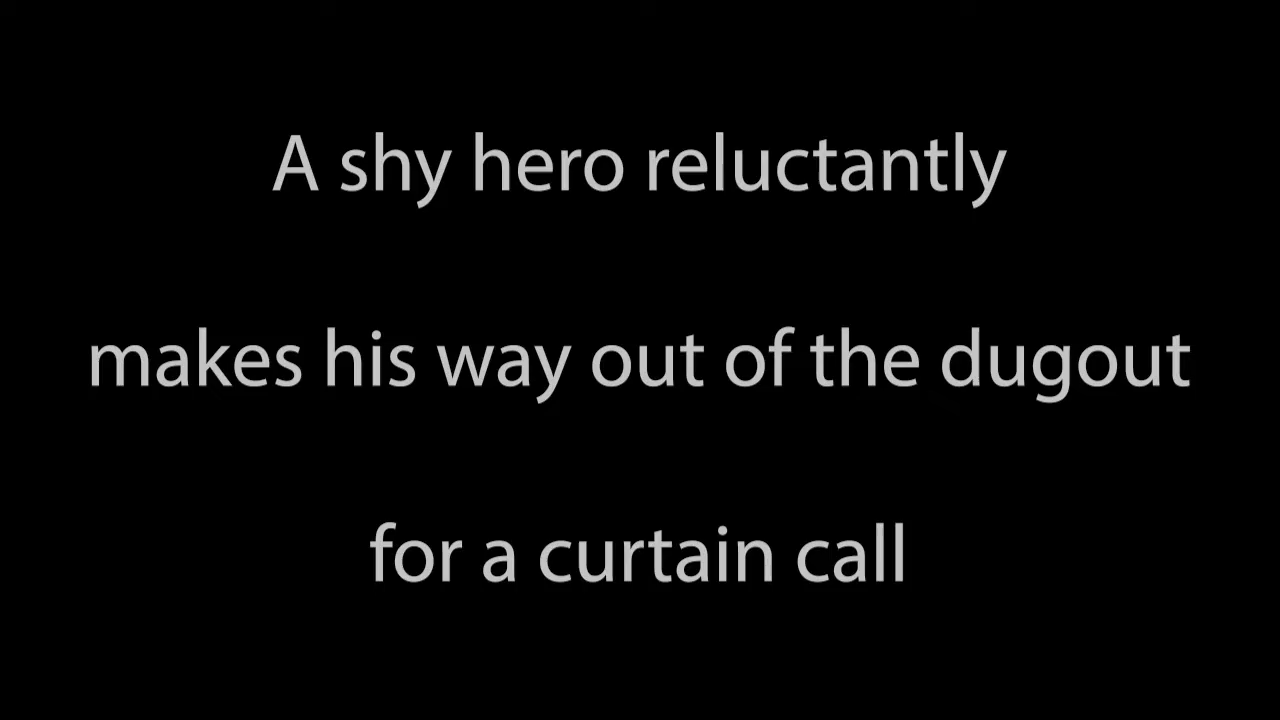 A shy hero reluctantly
makes his way out of the dugout
for a curtain call